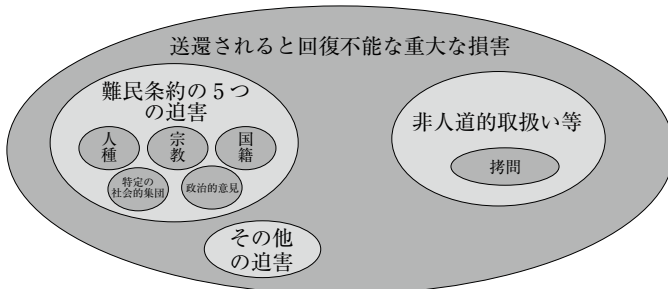 送還されると回復不能な重大な損害
難民条約の５つ
の迫害
人種
宗教
国籍
特定の
社会的集団
政治的意見
非人道的取扱い等
拷問
その他
の迫害